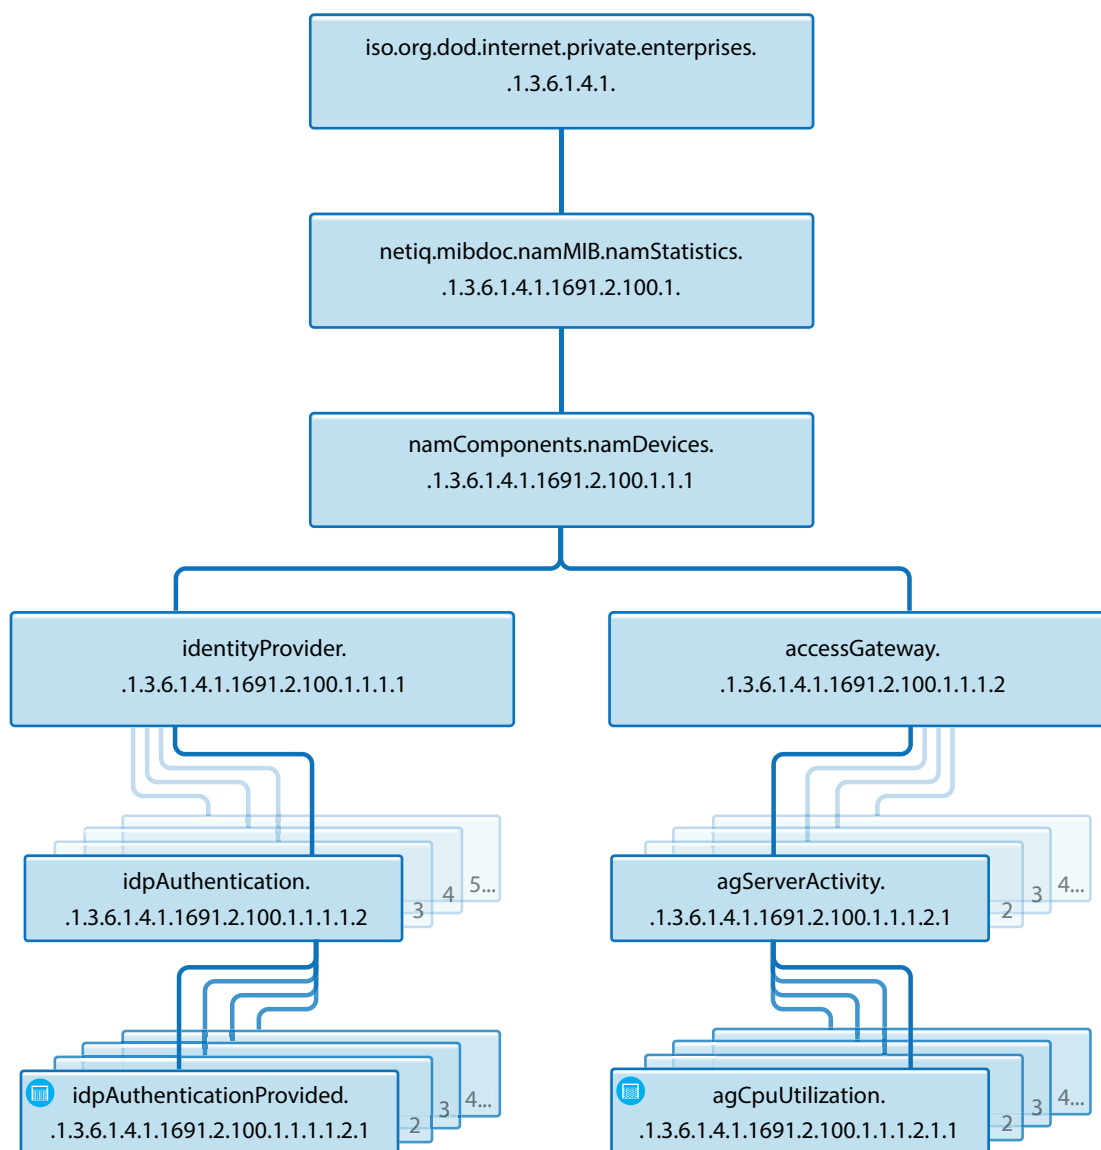 iso.org.dod.internet.private.enterprises.
.1.3.6.1.4.1.
netiq.mibdoc.namMIB.namStatistics.
.1.3.6.1.4.1.1691.2.100.1.
namComponents.namDevices.
.1.3.6.1.4.1.1691.2.100.1.1.1
identityProvider.
.1.3.6.1.4.1.1691.2.100.1.1.1.1
accessGateway.
.1.3.6.1.4.1.1691.2.100.1.1.1.2
idpAuthentication.
.1.3.6.1.4.1.1691.2.100.1.1.1.1.2
3
4
5...
agServerActivity.
.1.3.6.1.4.1.1691.2.100.1.1.1.2.1
2
3
4...
idpAuthenticationProvided.
.1.3.6.1.4.1.1691.2.100.1.1.1.1.2.1
2
3
4...
agCpuUtilization.
.1.3.6.1.4.1.1691.2.100.1.1.1.2.1.1
2
3
4...